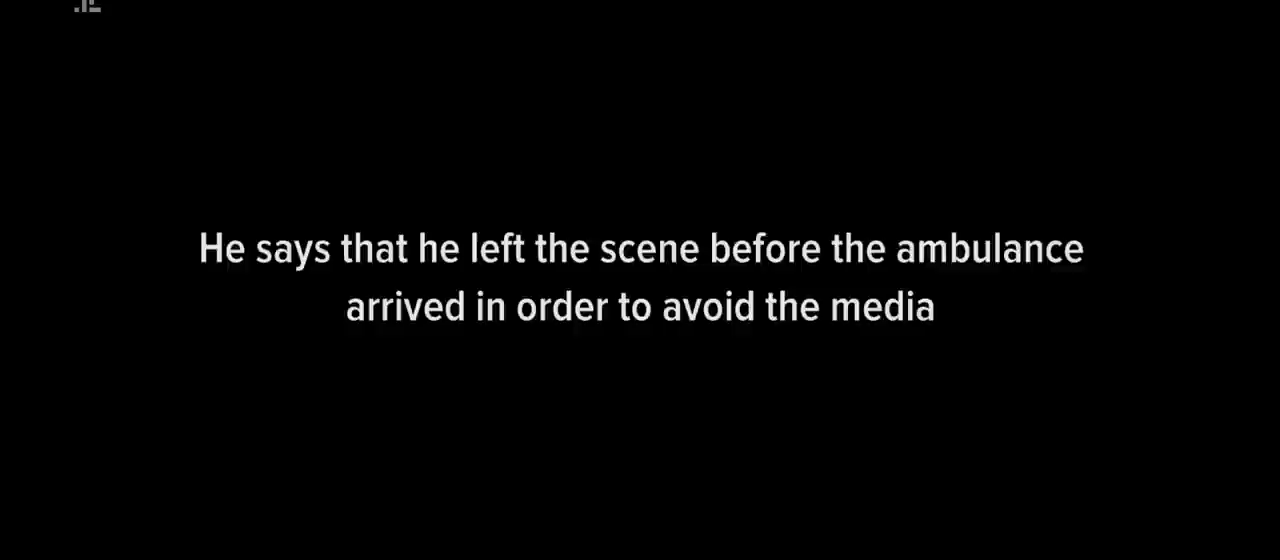 He says that he left the scene before the ambulance
arrived in order to avoid the media